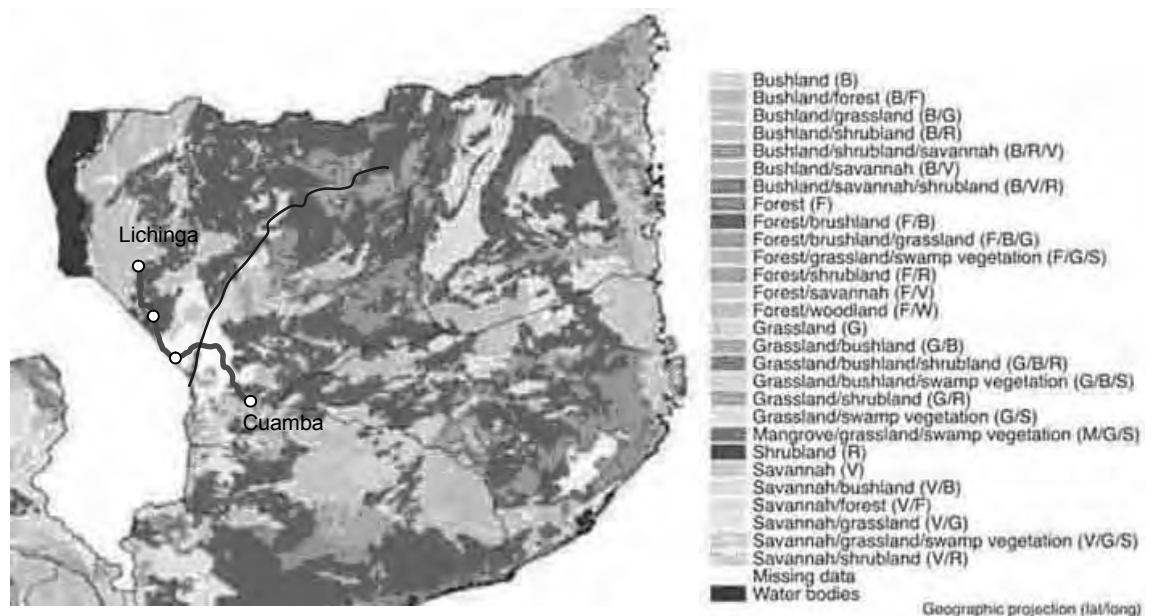 Lichinga
Cuamba
Bushland (B)
Bushland/forest (B/F)
Bushland/grassland (B/G)
Bushland/shrubland (B/R)
Bushland/shrubland/savannah (B/R/V)
Bushland/savannah (B/V)
Bushland/savannah/shrubland (B/V/R)
Forest (F)
Forest/brushland (F/B)
Forest/brushland/grassland (F/B/G)
Forest/grassland/swamp vegetation (F/G/S)
Forest/shrubland (F/R)
Forest/savannah (F/V)
Forest/woodland (F/W)
Grassland (G)
Grassland/bushland (G/B)
Grassland/bushland/shrubland (G/B/R)
Grassland/bushland/swamp vegetation (G/B/S)
Grassland/shrubland (G/R)
Grassland/swamp vegetation (G/S)
Mangrove/grassland/swamp vegetation (M/G/S)
Shrubland (R)
Savannah (V)
Savannah/bushland (V/B)
Savannah/forest (V/F)
Savannah/grassland (V/G)
Savannah/grassland/swamp vegetation (V/G/S)
Savannah/shrubland (V/R)
Missing data
Water bodies
Geographic projection (lat/long)